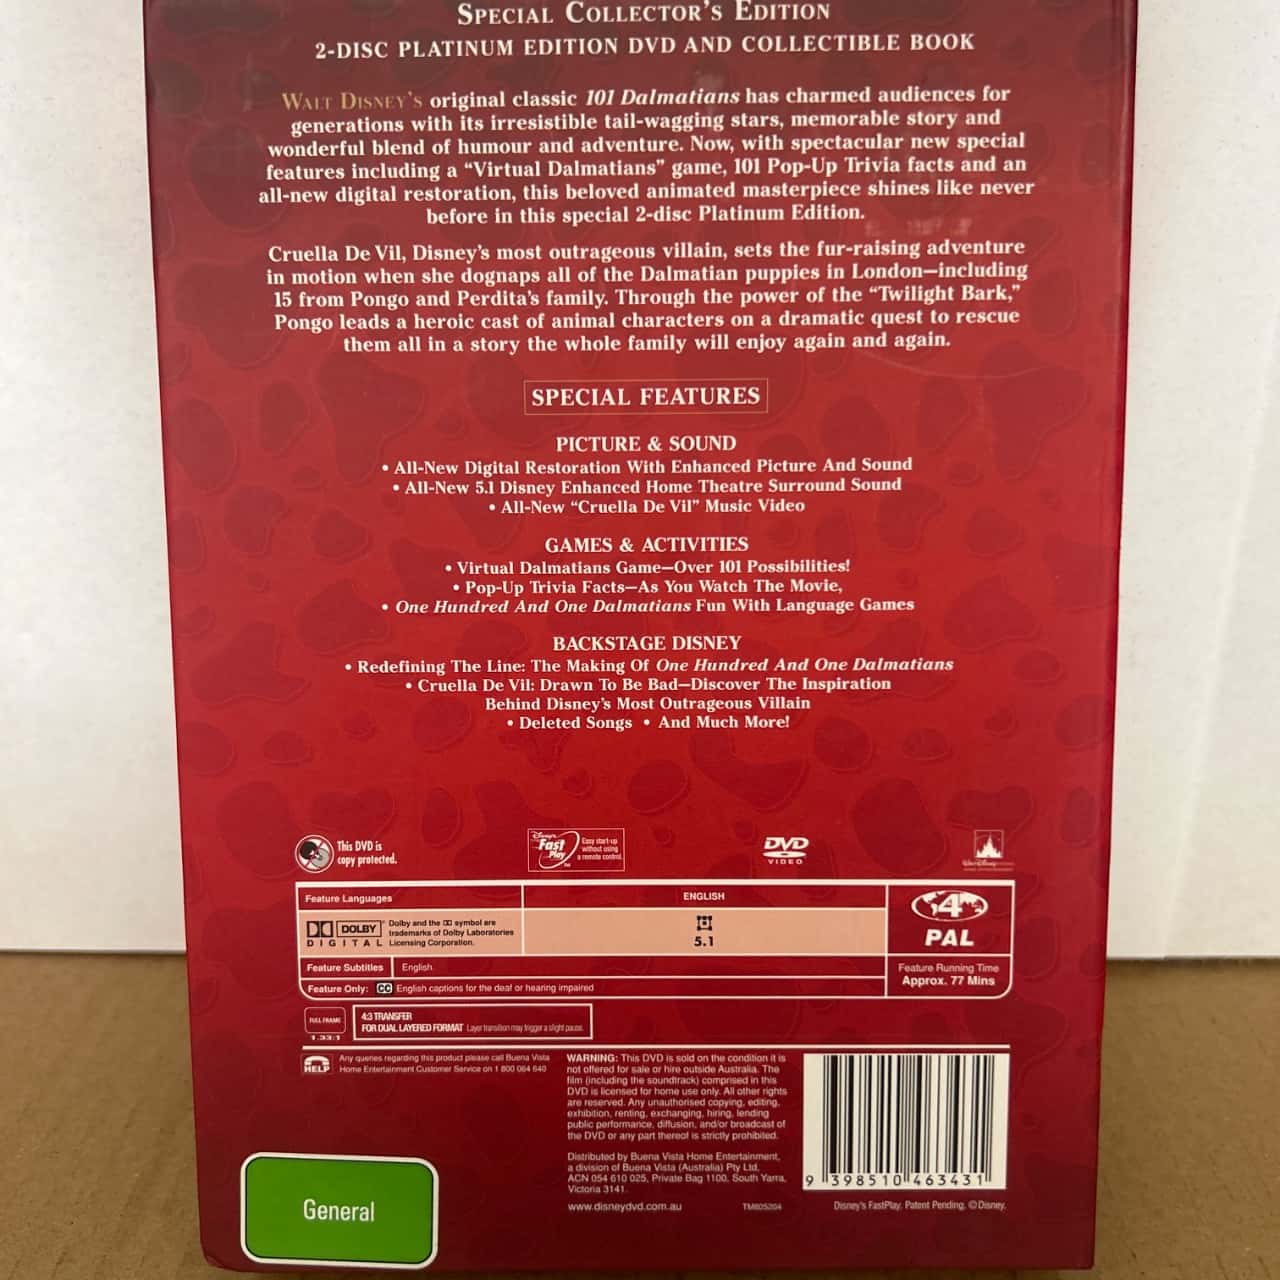 SPECIAL COLLECTOR'S EDITION
2-DISC PLATINUM EDITION DVD AND COLLECTIBLE BOOK
WALT DISNEY'S original classic 101 Dalmatians has charmed audiences for
generations with its irresistible tail-wagging stars, memorable story and
wonderful blend of humour and adventure. Now, with spectacular new special
features including a “Virtual Dalmatians” game, 101 Pop-Up Trivia facts and an
all-new digital restoration, this beloved animated masterpiece shines like never
before in this special 2-disc Platinum Edition.
Cruella De Vil, Disney's most outrageous villain, sets the fur-raising adventure
in motion when she dognaps all of the Dalmatian puppies in London—including
15 from Pongo and Perdita's family. Through the power of the “Twilight Bark,”
Pongo leads a heroic cast of animal characters on a dramatic quest to rescue
them all in a story the whole family will enjoy again and again.
SPECIAL FEATURES
PICTURE & SOUND
• All-New Digital Restoration With Enhanced Picture And Sound
• All-New 5.1 Disney Enhanced Home Theatre Surround Sound
• All-New “Cruella De Vil” Music Video
GAMES & ACTIVITIES
• Virtual Dalmatians Game—Over 101 Possibilities!
• Pop-Up Trivia Facts—As You Watch The Movie,
• One Hundred And One Dalmatians Fun With Language Games
BACKSTAGE DISNEY
• Redefining The Line: The Making Of One Hundred And One Dalmatians
• Cruella De Vil: Drawn To Be Bad—Discover The Inspiration
Behind Disney's Most Outrageous Villain
• Deleted Songs • And Much More!
This DVD is
copy protected.
Disney's
Fast
Play
Easy start-up
without using
a remote control.
DVD
VIDEO
Walt Disney
Feature Languages
ENGLISH
DOLBY
DIGITAL
Dolby and the DD symbol are
trademarks of Dolby Laboratories
Licensing Corporation.
5.1
4
PAL
Feature Subtitles
English
Feature Running Time
Approx. 77 Mins
Feature Only: CC English captions for the deaf or hearing impaired
FULL FRAME
1.33:1
4:3 TRANSFER
FOR DUAL LAYERED FORMAT Layer transition may trigger a slight pause.
HELP
Any queries regarding this product please call Buena Vista
Home Entertainment Customer Service on 1 800 064 640
WARNING: This DVD is sold on the condition it is
not offered for sale or hire outside Australia. The
film (including the soundtrack) comprised in this
DVD is licensed for home use only. All other rights
are reserved. Any unauthorised copying, editing,
exhibition, renting, exchanging, hiring, lending
public performance, diffusion, and/or broadcast of
the DVD or any part thereof is strictly prohibited.
Distributed by Buena Vista Home Entertainment,
a division of Buena Vista (Australia) Pty Ltd,
ACN 054 610 025, Private Bag 1100, South Yarra,
Victoria 3141.
www.disneydvd.com.au
TM605204
9 398510 463431
Disney's FastPlay. Patent Pending. © Disney.
General